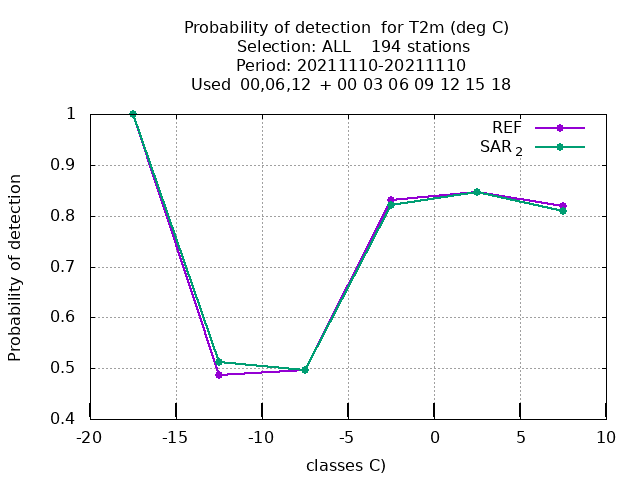 Probability of detection  for T2m (deg C)
Selection: ALL    194 stations
Period: 20211110-20211110
Used  00,06,12  + 00 03 06 09 12 15 18
REF
SAR 2
1
0.9
0.8
0.7
0.6
0.5
0.4
Probability of detection
-20 -15 -10 -5 0 5 10
classes C)